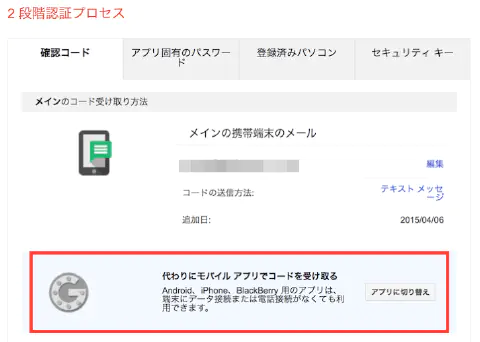 2 段階認証プロセス
確認コード
アプリ固有のパスワー
ド
登録済みパソコン
セキュリティ キー
メインのコード受け取り方法
メインの携帯端末のメール
編集
コードの送信方法:
テキスト メッセ
ージ
追加日:
2015/04/06
代わりにモバイル アプリでコードを受け取る
Android、iPhone、BlackBerry 用のアプリは、
端末にデータ接続または電話接続がなくても利
用できます。
アプリに切り替え